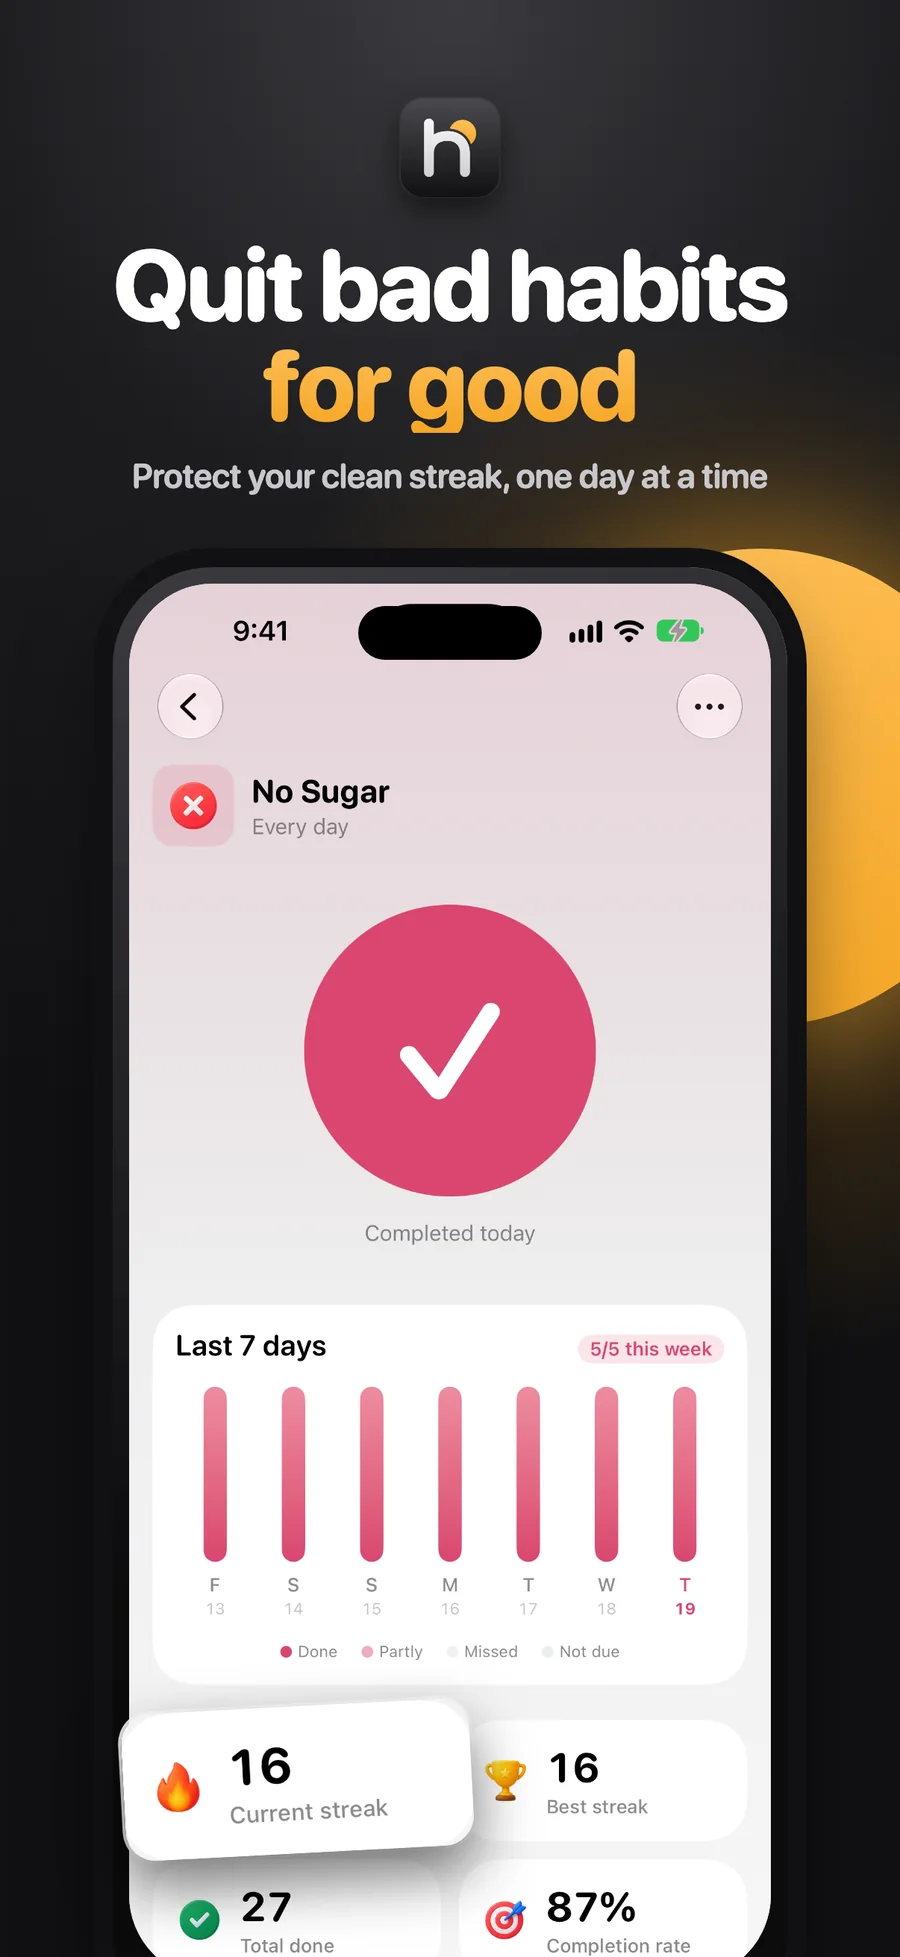 h
Quit bad habits
for good
Protect your clean streak, one day at a time
9:41
No Sugar
Every day
Completed today
Last 7 days
5/5 this week
F S S M T W T
13 14 15 16 17 18 19
Done Partly Missed Not due
16
Current streak
16
Best streak
27
Total done
87%
Completion rate